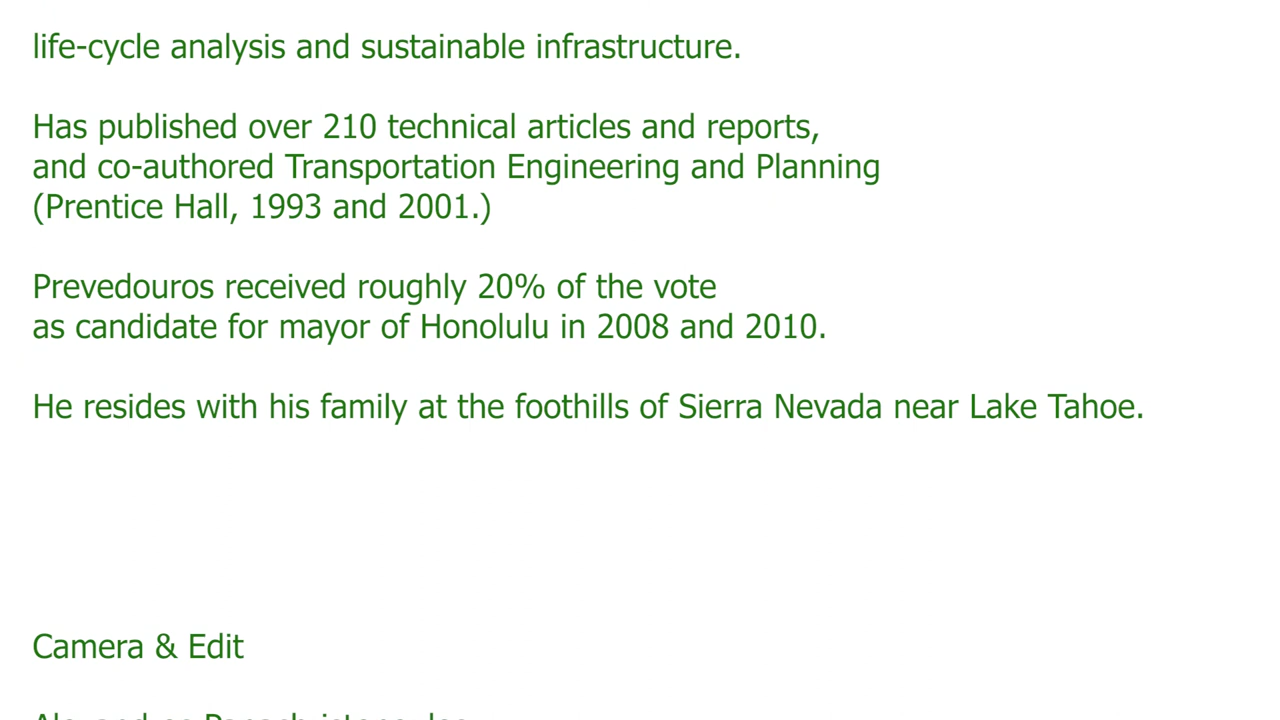 life-cycle analysis and sustainable infrastructure.
Has published over 210 technical articles and reports,
and co-authored Transportation Engineering and Planning
(Prentice Hall, 1993 and 2001.)
Prevedouros received roughly 20% of the vote
as candidate for mayor of Honolulu in 2008 and 2010.
He resides with his family at the foothills of Sierra Nevada near Lake Tahoe.
Camera & Edit